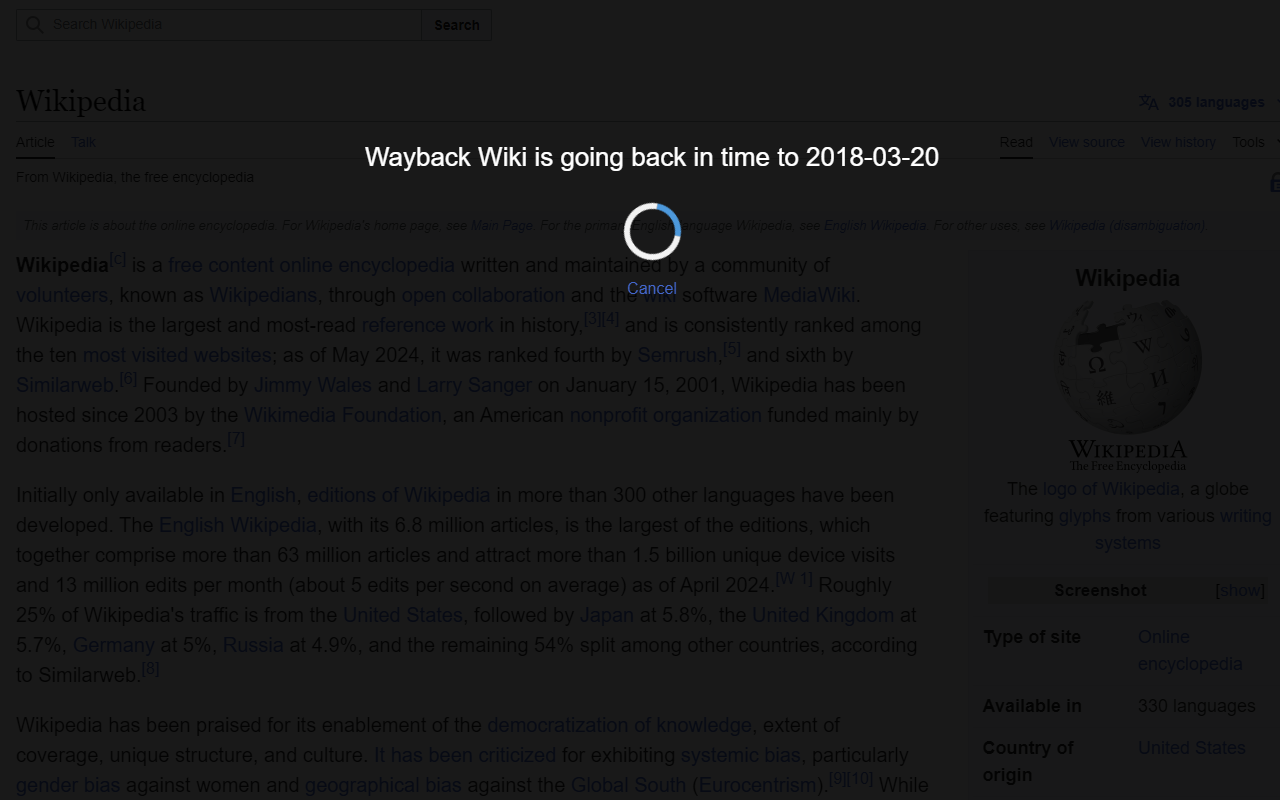 Search Wikipedia
Search
Wikipedia
305 languages
Article Talk
Read View source View history Tools
Wayback Wiki is going back in time to 2018-03-20
From Wikipedia, the free encyclopedia
This article is about the online encyclopedia. For Wikipedia's home page, see Main Page. For the primary English-language Wikipedia, see English Wikipedia. For other uses, see Wikipedia (disambiguation).
Cancel
Wikipedia[c] is a free content online encyclopedia written and maintained by a community of
volunteers, known as Wikipedians, through open collaboration and the wiki software MediaWiki.
Wikipedia is the largest and most-read reference work in history,[3][4] and is consistently ranked among
the ten most visited websites; as of May 2024, it was ranked fourth by Semrush,[5] and sixth by
Similarweb.[6] Founded by Jimmy Wales and Larry Sanger on January 15, 2001, Wikipedia has been
hosted since 2003 by the Wikimedia Foundation, an American nonprofit organization funded mainly by
donations from readers.[7]
Initially only available in English, editions of Wikipedia in more than 300 other languages have been
developed. The English Wikipedia, with its 6.8 million articles, is the largest of the editions, which
together comprise more than 63 million articles and attract more than 1.5 billion unique device visits
and 13 million edits per month (about 5 edits per second on average) as of April 2024.[W 1] Roughly
25% of Wikipedia's traffic is from the United States, followed by Japan at 5.8%, the United Kingdom at
5.7%, Germany at 5%, Russia at 4.9%, and the remaining 54% split among other countries, according
to Similarweb.[8]
Wikipedia has been praised for its enablement of the democratization of knowledge, extent of
coverage, unique structure, and culture. It has been criticized for exhibiting systemic bias, particularly
gender bias against women and geographical bias against the Global South (Eurocentrism).[9][10] While
Wikipedia
Ω W И 維
WIKIPEDIA
The Free Encyclopedia
The logo of Wikipedia, a globe
featuring glyphs from various writing
systems
Screenshot [show]
Type of site Online
encyclopedia
Available in 330 languages
Country of United States
origin